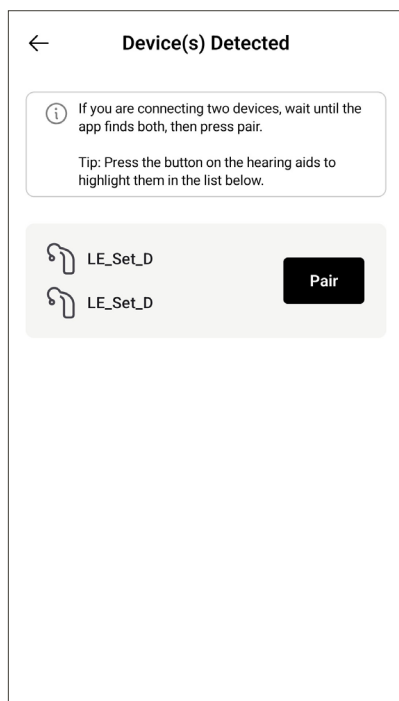 Device(s) Detected
If you are connecting two devices, wait until the
app finds both, then press pair.
Tip: Press the button on the hearing aids to
highlight them in the list below.
LE_Set_D
Pair
LE_Set_D